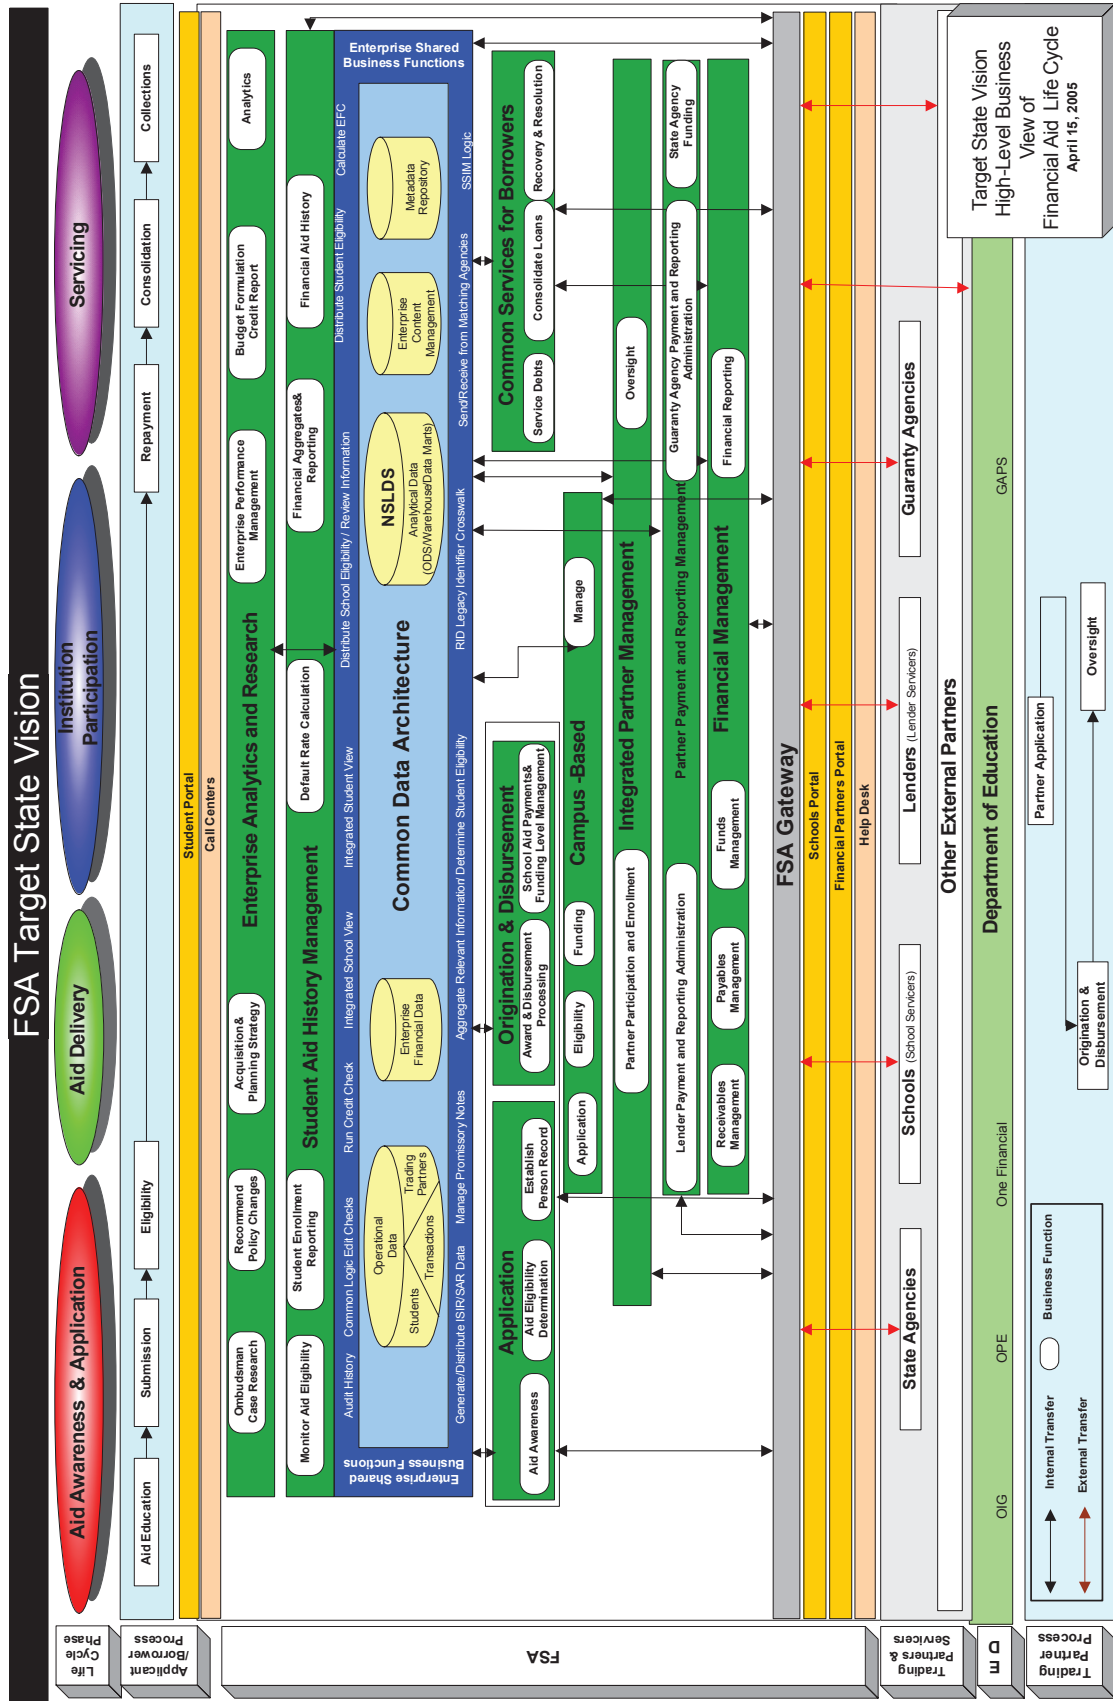 FSA Target State Vision
Life
Cycle
Phase
Aid Awareness & Application
Aid Delivery
Institution
Participation
Servicing
Applicant
/Borrower
Process
Aid Education
Submission
Eligibility
Repayment
Consolidation
Collections
Student Portal
Call Centers
FSA
Enterprise Analytics and Research
Ombudsman
Case Research
Recommend
Policy Changes
Acquisition&
Planning Strategy
Enterprise Performance
Management
Budget Formulation
Credit Report
Analytics
Student Aid History Management
Monitor Aid Eligibility
Student Enrollment
Reporting
Default Rate Calculation
Financial Aggregates&
Reporting
Financial Aid History
Enterprise Shared
Business Functions
Audit History
Common Logic Edit Checks
Run Credit Check
Integrated School View
Integrated Student View
Distribute School Eligibility / Review Information
Distribute Student Eligibility
Calculate EFC
Enterprise Shared
Business Functions
Common Data Architecture
Operational
Data
Students
Transactions
Trading
Partners
Enterprise
Financial Data
NSLDS
Analytical Data
(ODS/Warehouse/Data Marts)
Enterprise
Content
Management
Metadata
Repository
Generate/Distribute ISIR/SAR Data
Manage Promissory Notes
Aggregate Relevant Information/ Determine Student Eligibility
RID Legacy Identifier Crosswalk
Send/Receive from Matching Agencies
SSIM Logic
Application
Aid Awareness
Aid Eligibility
Determination
Establish
Person Record
Origination & Disbursement
Award & Disbursement
Processing
School Aid Payments&
Funding Level Management
Common Services for Borrowers
Service Debts
Consolidate Loans
Recovery & Resolution
Campus -Based
Application
Eligibility
Funding
Manage
Integrated Partner Management
Partner Participation and Enrollment
Oversight
Partner Payment and Reporting Management
Lender Payment and Reporting Administration
Guaranty Agency Payment and Reporting
Administration
State Agency
Funding
Financial Management
Receivables
Management
Payables
Management
Funds
Management
Financial Reporting
FSA Gateway
Schools Portal
Financial Partners Portal
Help Desk
Trading
Partners &
Servicers
State Agencies
Schools (School Servicers)
Lenders (Lender Servicers)
Guaranty Agencies
Other External Partners
D E
Department of Education
OIG
OPE
One Financial
GAPS
Trading
Partner
Process
Internal Transfer
External Transfer
Business Function
Origination &
Disbursement
Partner Application
Oversight
Target State Vision
High-Level Business
View of
Financial Aid Life Cycle
April 15, 2005